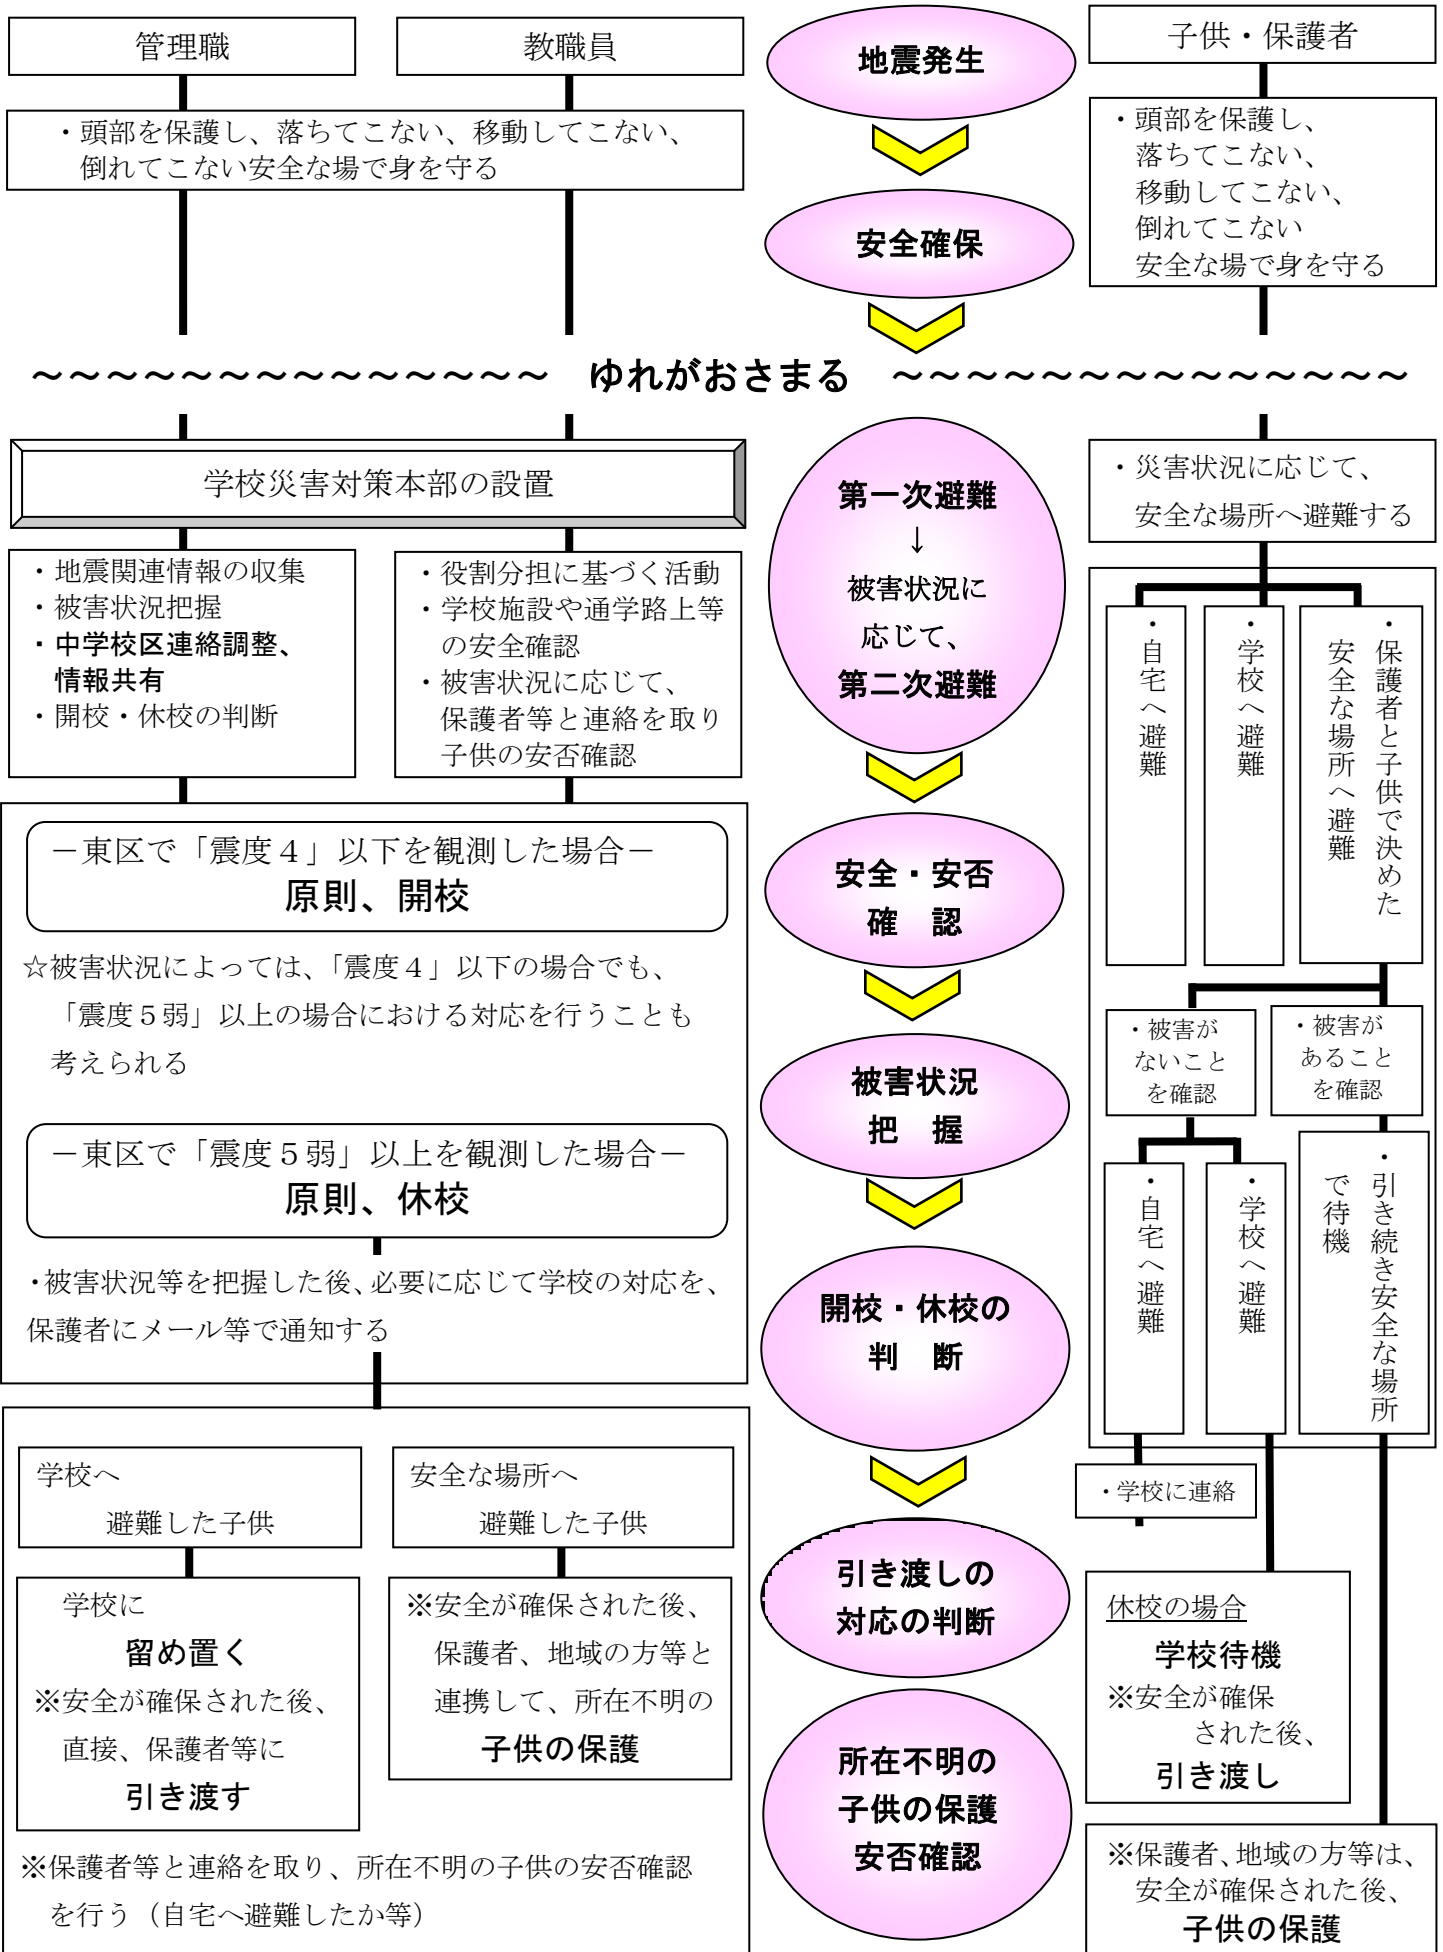 管理職
教職員
・頭部を保護し、落ちてこない、移動してこない、
倒れてこない安全な場で身を守る
地震発生
安全確保
子供・保護者
・頭部を保護し、
落ちてこない、
移動してこない、
倒れてこない
安全な場で身を守る
～～～～～～～～～～～～～～ ゆれがおさまる ～～～～～～～～～～～～～～
学校災害対策本部の設置
・地震関連情報の収集
・被害状況把握
・中学校区連絡調整、
情報共有
・開校・休校の判断
・役割分担に基づく活動
・学校施設や通学路上等
の安全確認
・被害状況に応じて、
保護者等と連絡を取り
子供の安否確認
－東区で「震度４」以下を観測した場合－
原則、開校
☆被害状況によっては、「震度４」以下の場合でも、
「震度５弱」以上の場合における対応を行うことも
考えられる
－東区で「震度５弱」以上を観測した場合－
原則、休校
・被害状況等を把握した後、必要に応じて学校の対応を、
保護者にメール等で通知する
学校へ
避難した子供
学校に
留め置く
※安全が確保された後、
直接、保護者等に
引き渡す
安全な場所へ
避難した子供
※安全が確保された後、
保護者、地域の方等と
連携して、所在不明の
子供の保護
※保護者等と連絡を取り、所在不明の子供の安否確認
を行う（自宅へ避難したか等）
第一次避難
↓
被害状況に
応じて、
第二次避難
安全・安否
確　認
被害状況
把　握
開校・休校の
判　断
引き渡しの
対応の判断
所在不明の
子供の保護
安否確認
・災害状況に応じて、
安全な場所へ避難する
・保護者と子供で決めた
安全な場所へ避難
・学校へ避難
・自宅へ避難
・被害が
ないこと
を確認
・被害が
あること
を確認
・引き続き安全な場所
で待機
・学校へ避難
・自宅へ避難
・学校に連絡
休校の場合
学校待機
※安全が確保
された後、
引き渡し
※保護者、地域の方等は、
安全が確保された後、
子供の保護